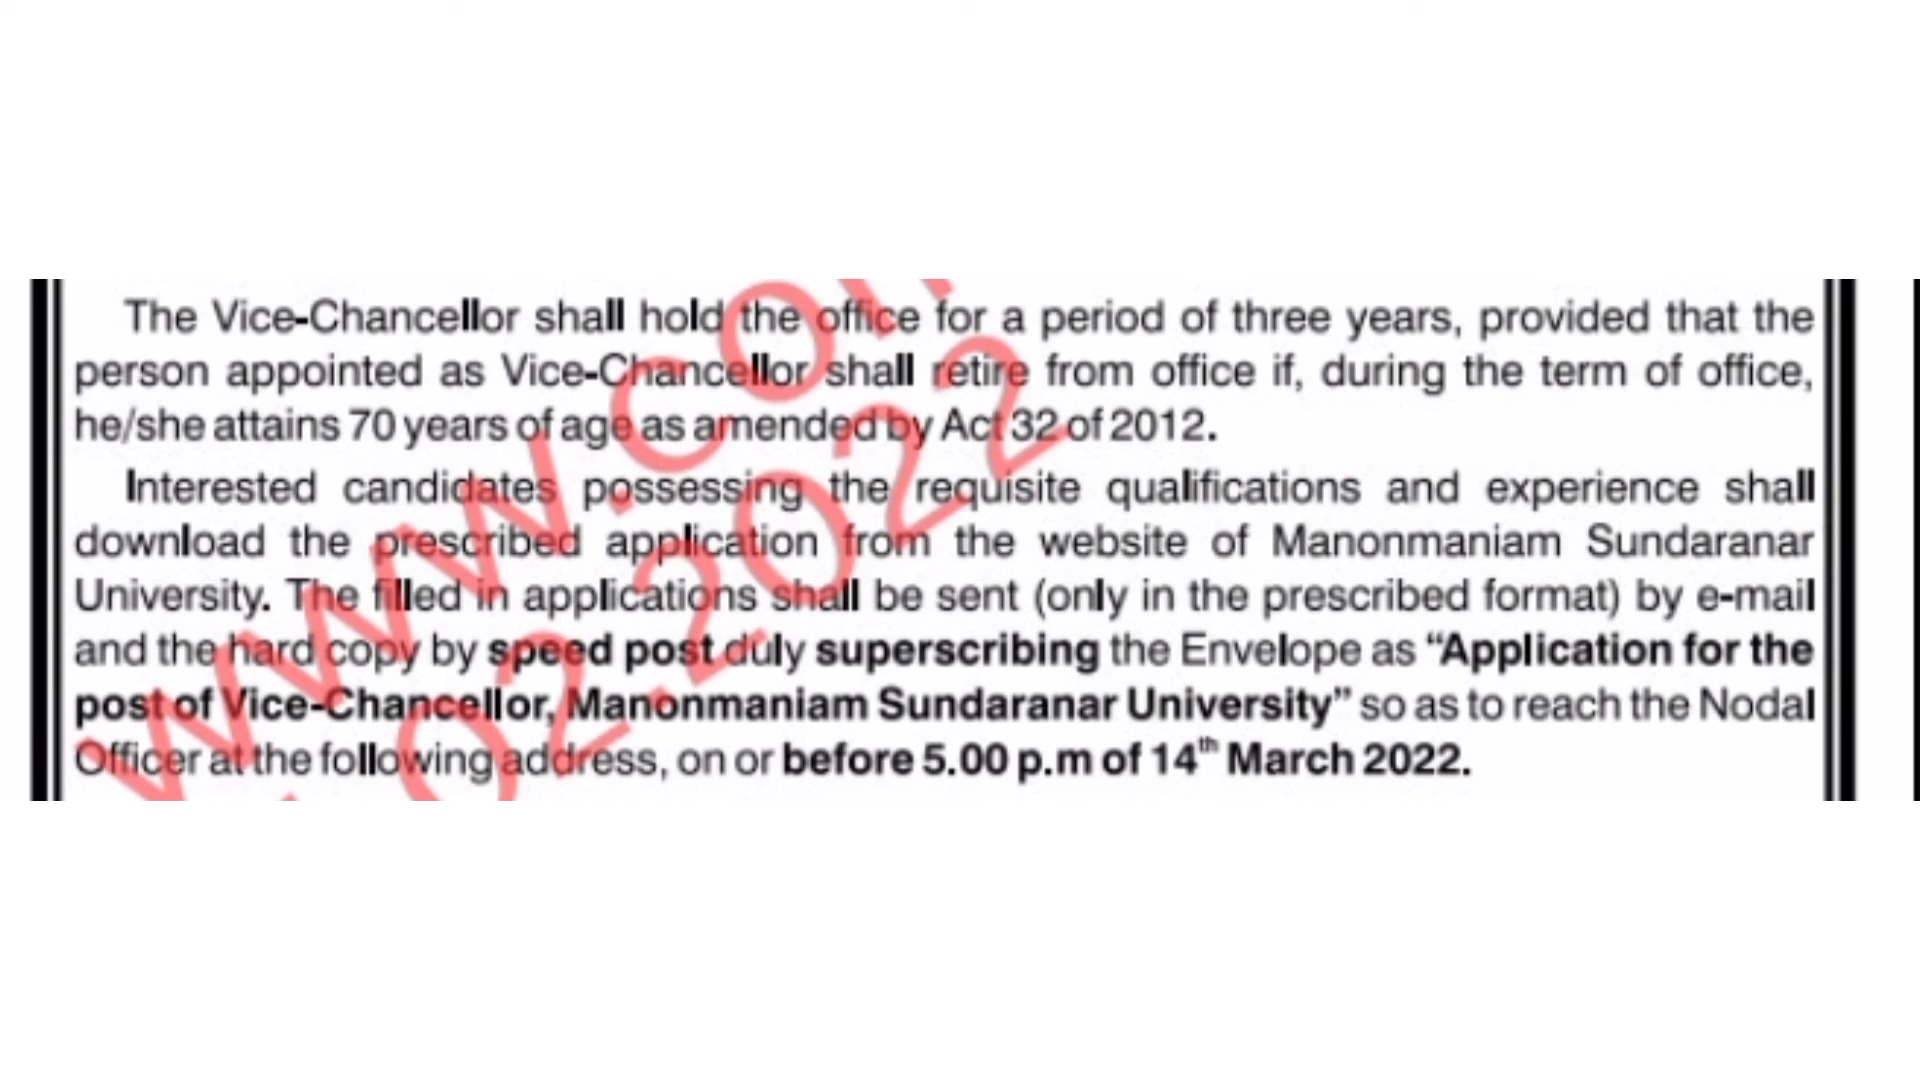 The Vice-Chancellor shall hold the office for a period of three years, provided that the
person appointed as Vice-Chancellor shall retire from office if, during the term of office,
he/she attains 70 years of age as amended by Act 32 of 2012.
Interested candidates possessing the requisite qualifications and experience shall
download the prescribed application from the website of Manonmaniam Sundaranar
University. The filled in applications shall be sent (only in the prescribed format) by e-mail
and the hard copy by speed post duly superscribing the Envelope as “Application for the
post of Vice-Chancellor, Manonmaniam Sundaranar University” so as to reach the Nodal
Officer at the following address, on or before 5.00 p.m of 14th March 2022.
www.co
02.2022